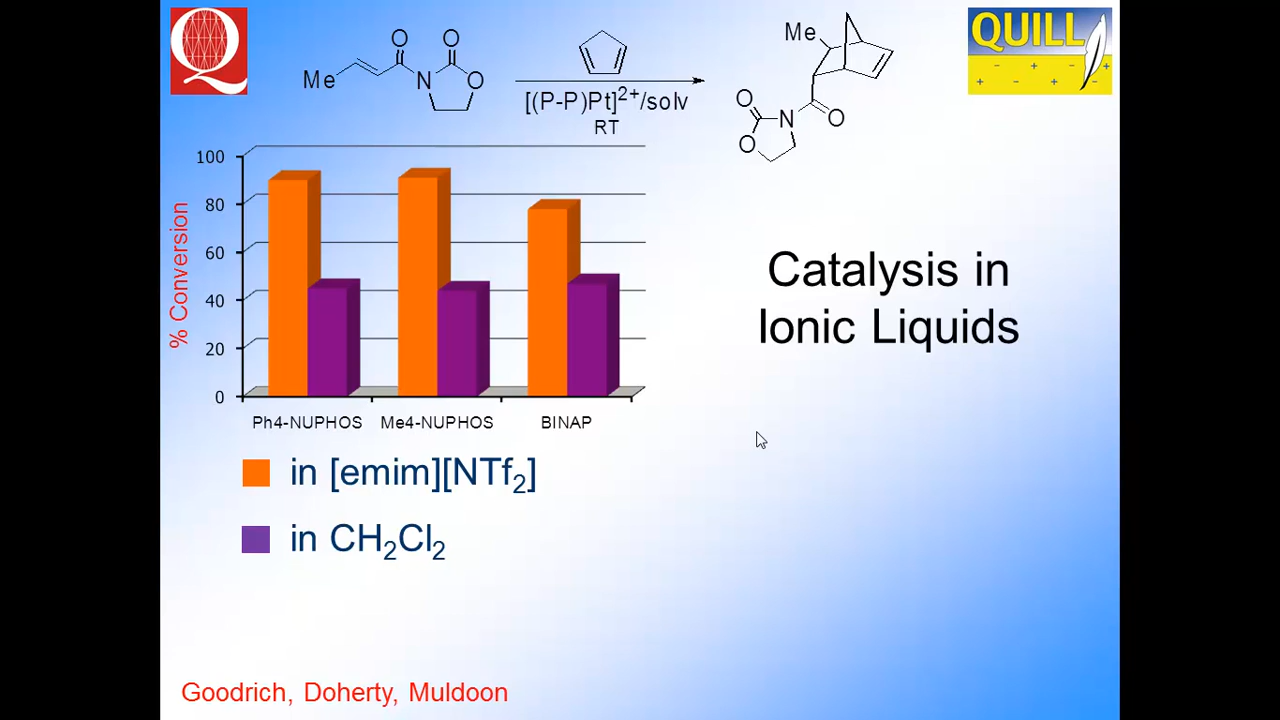 Q
QUILL
Me
O
O
N
O
[(P-P)Pt]²⁺/solv
RT
Me
O
N
O
O
100
80
60
40
20
0
% Conversion
Ph4-NUPHOS
Me4-NUPHOS
BINAP
Catalysis in
Ionic Liquids
in [emim][NTf₂]
in CH₂Cl₂
Goodrich, Doherty, Muldoon